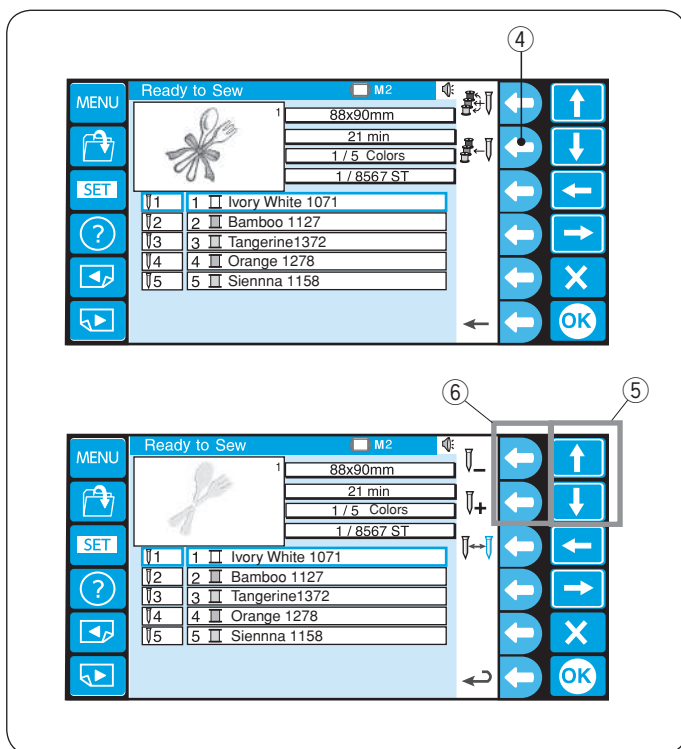 ④
MENU Ready to Sew M2
1 88x90mm
21 min
1 / 5 Colors
SET 1 / 8567 ST
1 1 Ivory White 1071
2 2 Bamboo 1127
? 3 3 Tangerine1372
4 4 Orange 1278
5 5 Siennna 1158
X
OK
⑥ ⑤
MENU Ready to Sew M2
1 88x90mm
21 min
1 / 5 Colors
SET 1 / 8567 ST
1 1 Ivory White 1071
2 2 Bamboo 1127
? 3 3 Tangerine1372
4 4 Orange 1278
5 5 Siennna 1158
X
OK